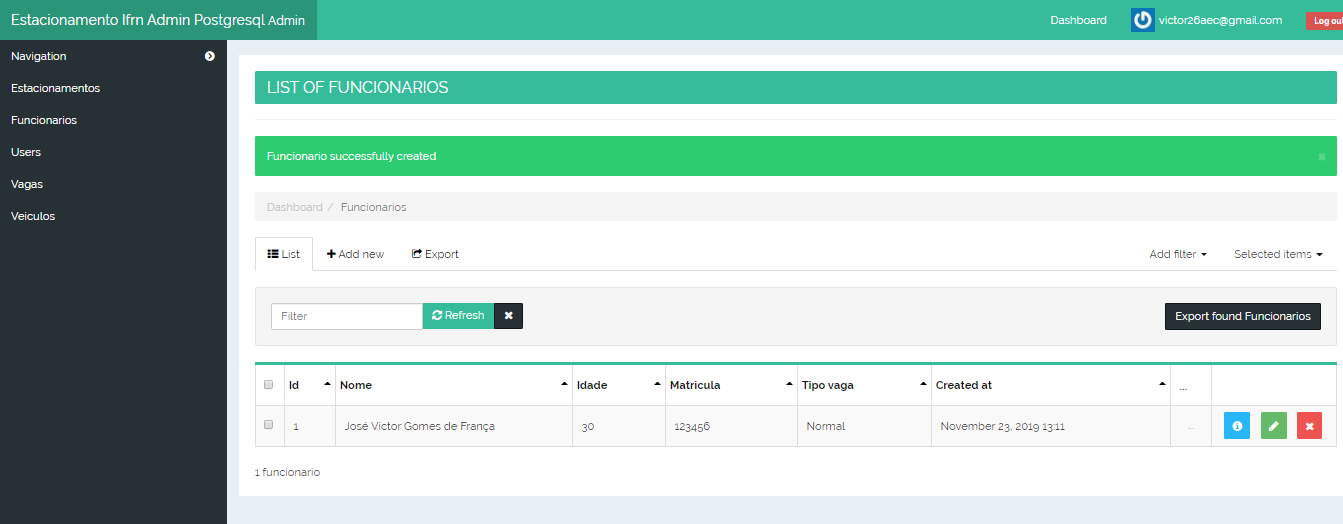 Estacionamento Ifrn Admin Postgresql Admin
Dashboard
victor26aec@gmail.com
Log out
Navigation
Estacionamentos
Funcionarios
Users
Vagas
Veiculos
LIST OF FUNCIONARIOS
Funcionario successfully created
Dashboard / Funcionarios
List
Add new
Export
Add filter
Selected items
Filter
Refresh
Export found Funcionarios
Id Nome Idade Matricula Tipo vaga Created at ...
1 José Victor Gomes de França 30 123456 Normal November 23, 2019 13:11 ...
1 funcionario